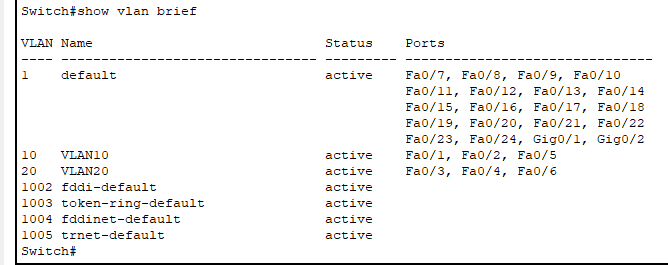 Switch#show vlan brief
VLAN Name                             Status    Ports
---- -------------------------------- --------- -------------------------------
1    default                          active    Fa0/7, Fa0/8, Fa0/9, Fa0/10
                                                Fa0/11, Fa0/12, Fa0/13, Fa0/14
                                                Fa0/15, Fa0/16, Fa0/17, Fa0/18
                                                Fa0/19, Fa0/20, Fa0/21, Fa0/22
                                                Fa0/23, Fa0/24, Gig0/1, Gig0/2
10   VLAN10                           active    Fa0/1, Fa0/2, Fa0/5
20   VLAN20                           active    Fa0/3, Fa0/4, Fa0/6
1002 fddi-default                     active
1003 token-ring-default               active
1004 fddinet-default                  active
1005 trnet-default                    active
Switch#